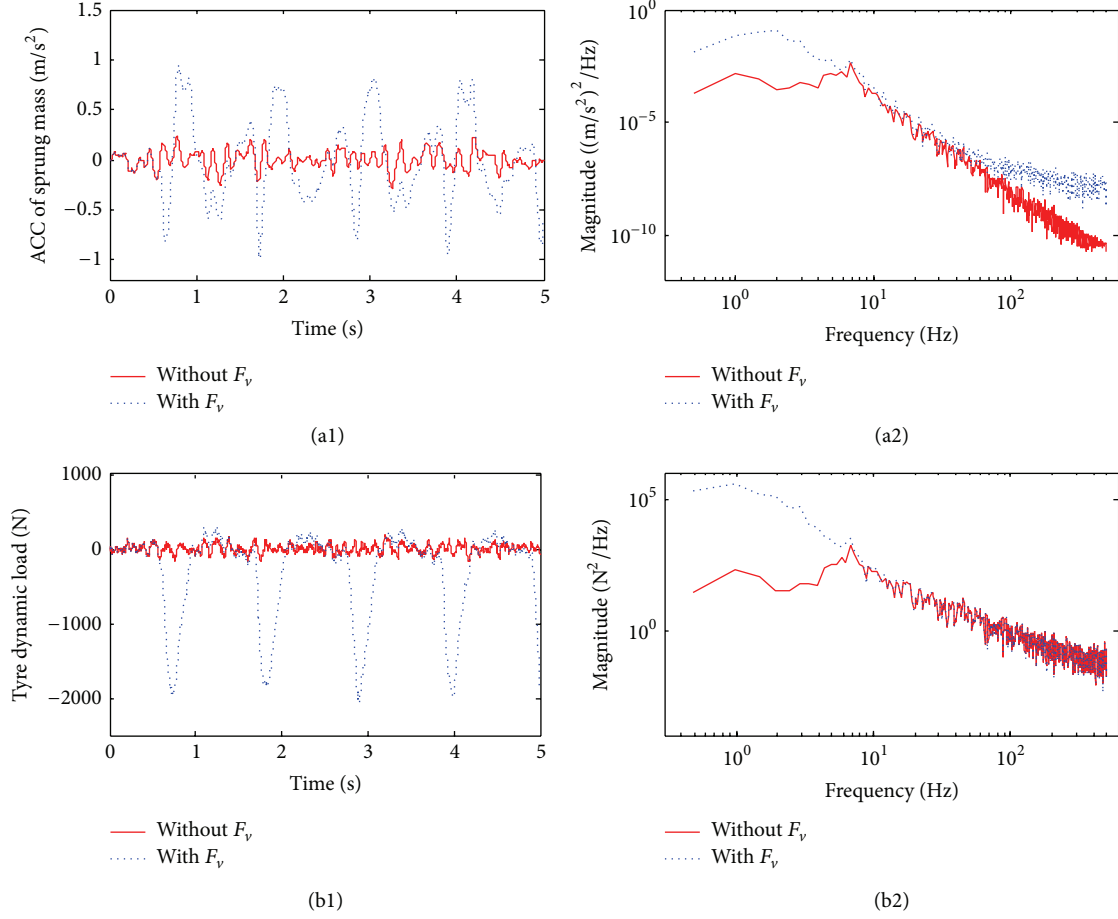 1.5
1
0.5
0
−0.5
−1
ACC of sprung mass (m/s²)
0 1 2 3 4 5
Time (s)
Without Fᵥ
With Fᵥ
(a1)
10⁰
10⁻⁵
10⁻¹⁰
Magnitude ((m/s²)²/Hz)
10⁰ 10¹ 10²
Frequency (Hz)
Without Fᵥ
With Fᵥ
(a2)
1000
0
−1000
−2000
Tyre dynamic load (N)
0 1 2 3 4 5
Time (s)
Without Fᵥ
With Fᵥ
(b1)
10⁵
10⁰
Magnitude (N²/Hz)
10⁰ 10¹ 10²
Frequency (Hz)
Without Fᵥ
With Fᵥ
(b2)